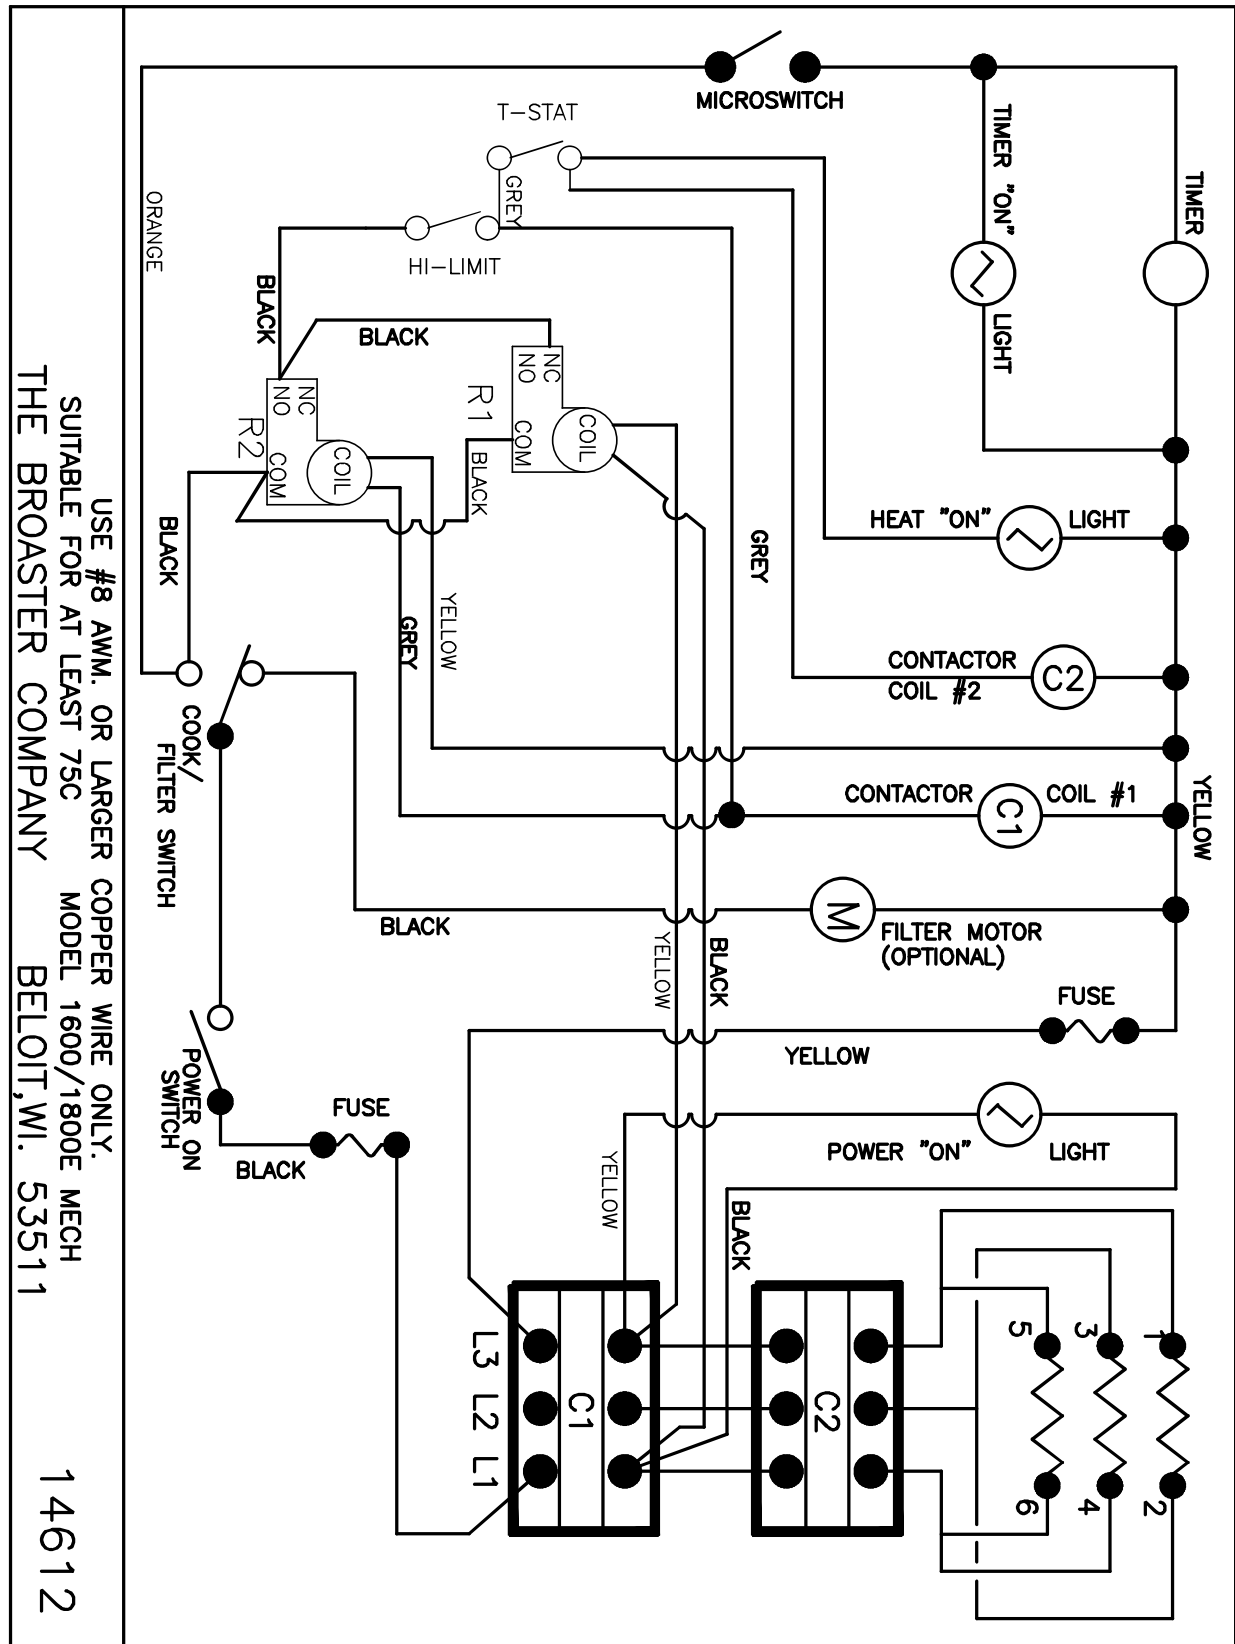 MICROSWITCH
T-STAT
GREY
HI-LIMIT
TIMER "ON"
LIGHT
TIMER
ORANGE
BLACK
BLACK
NC
NO
COM
COIL
R1
NC
NO
COM
COIL
R2
BLACK
BLACK
GREY
YELLOW
GREY
HEAT "ON"
LIGHT
CONTACTOR
COIL #2
C2
CONTACTOR
COIL #1
C1
YELLOW
COOK/
FILTER SWITCH
BLACK
M
FILTER MOTOR
(OPTIONAL)
YELLOW
BLACK
FUSE
YELLOW
POWER ON
SWITCH
FUSE
BLACK
POWER "ON"
LIGHT
YELLOW
BLACK
L3
L2
L1
C1
C2
5
3
1
6
4
2
USE #8 AWM. OR LARGER COPPER WIRE ONLY.
SUITABLE FOR AT LEAST 75C MODEL 1600/1800E MECH
THE BROASTER COMPANY BELOIT,WI. 53511
14612